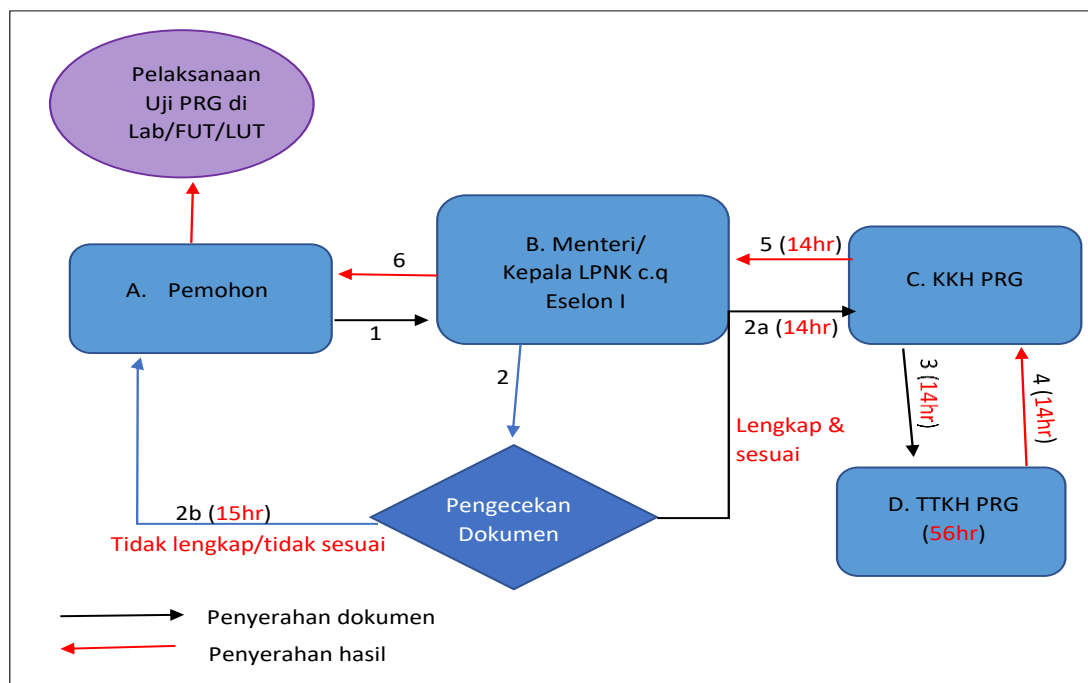 Pelaksanaan
Uji PRG di
Lab/FUT/LUT
A. Pemohon
B. Menteri/
Kepala LPNK c.q
Eselon I
C. KKH PRG
6
5 (14hr)
1
2a (14hr)
2
3 (14hr)
4 (14hr)
Lengkap &
sesuai
Pengecekan
Dokumen
D. TTKH PRG
(56hr)
2b (15hr)
Tidak lengkap/tidak sesuai
Penyerahan dokumen
Penyerahan hasil